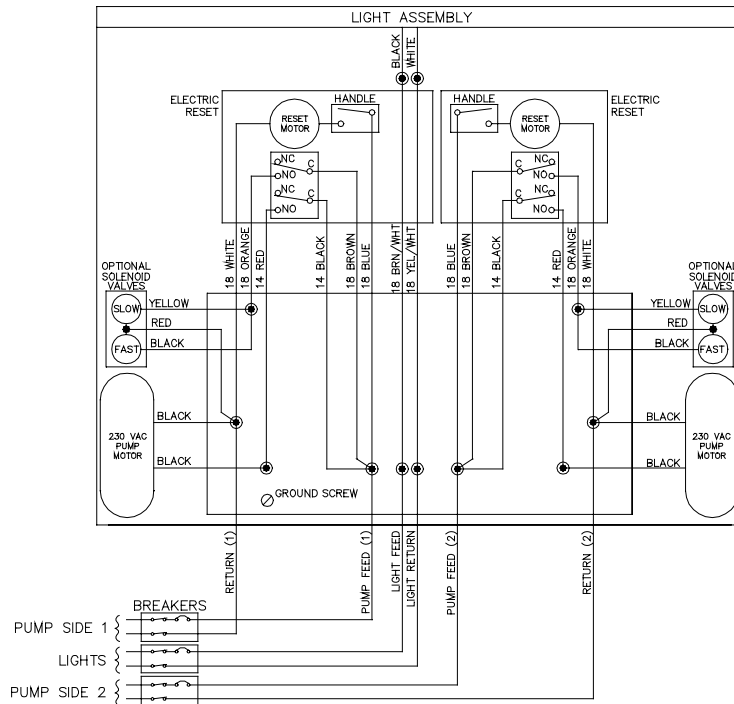 LIGHT ASSEMBLY
BLACK
WHITE
ELECTRIC
RESET
HANDLE
RESET
MOTOR
NC
C
NO
NC
C
NO
HANDLE
RESET
MOTOR
ELECTRIC
RESET
NC
C
NO
NC
C
NO
18 WHITE
18 ORANGE
14 RED
14 BLACK
18 BROWN
18 BLUE
18 BRN/WHT
18 YEL/WHT
18 BLUE
18 BROWN
14 BLACK
14 RED
18 ORANGE
18 WHITE
OPTIONAL
SOLENOID
VALVES
SLOW
FAST
YELLOW
RED
BLACK
OPTIONAL
SOLENOID
VALVES
SLOW
FAST
YELLOW
RED
BLACK
230 VAC
PUMP
MOTOR
BLACK
BLACK
BLACK
BLACK
230 VAC
PUMP
MOTOR
GROUND SCREW
RETURN (1)
PUMP FEED (1)
LIGHT FEED
LIGHT RETURN
PUMP FEED (2)
RETURN (2)
BREAKERS
PUMP SIDE 1
LIGHTS
PUMP SIDE 2